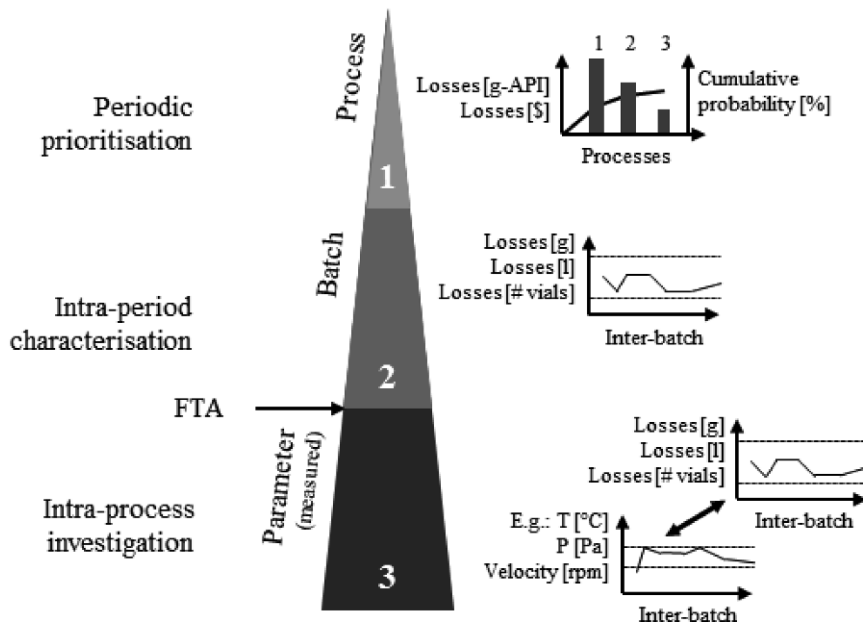 Periodic
prioritisation
Process
1
Losses [g-API]
Losses [$]
1 2 3
Cumulative
probability [%]
Processes
Intra-period
characterisation
Batch
2
Losses [g]
Losses [l]
Losses [# vials]
Inter-batch
FTA
Intra-process
investigation
Parameter
(measured)
3
Losses [g]
Losses [l]
Losses [# vials]
Inter-batch
E.g.: T [°C]
P [Pa]
Velocity [rpm]
Inter-batch